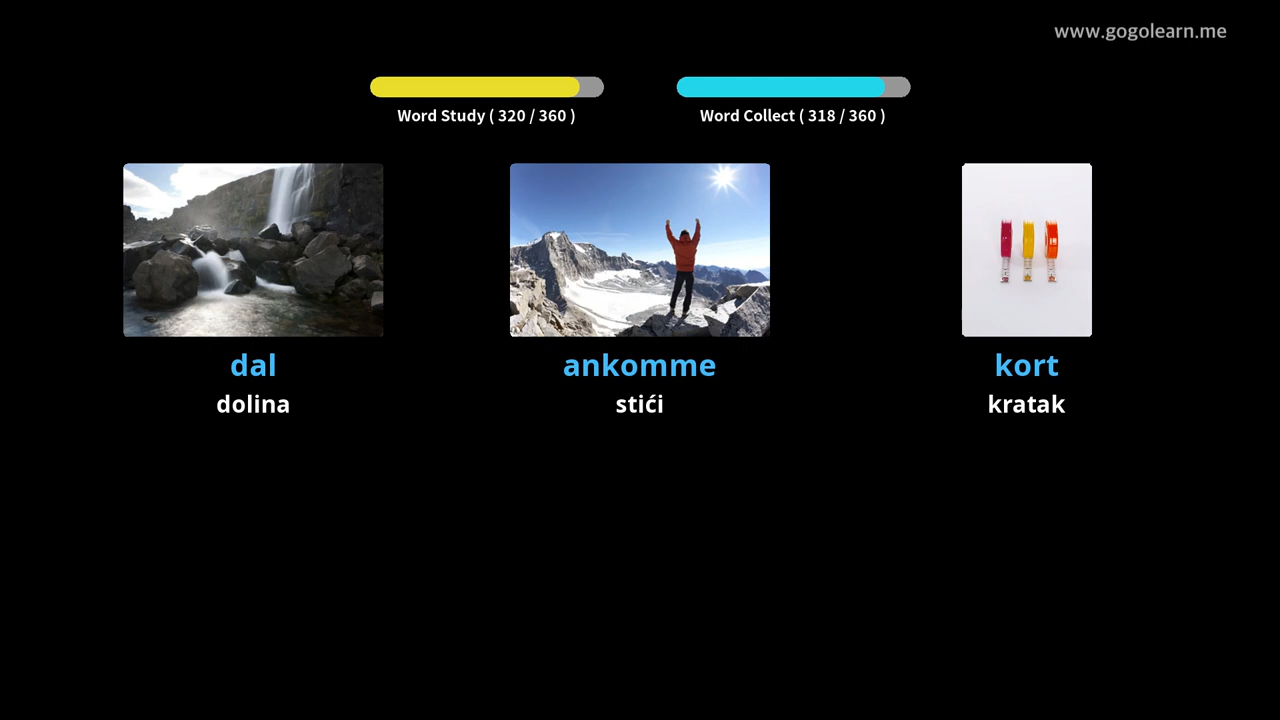 www.gogolearn.me
Word Study ( 320 / 360 )
Word Collect ( 318 / 360 )
dal
dolina
ankomme
stići
kort
kratak